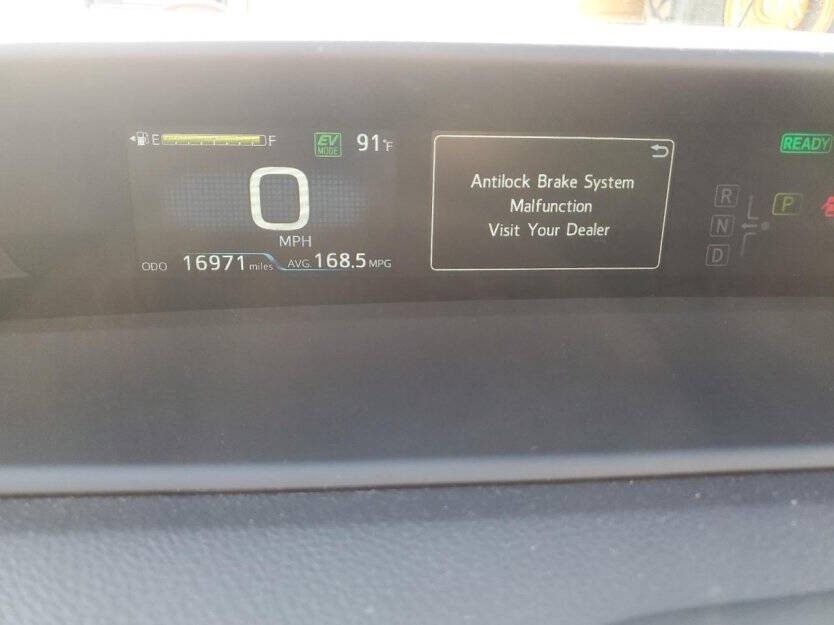 E F EV MODE 91°F
0
MPH
ODO 16971 miles AVG. 168.5 MPG
Antilock Brake System
Malfunction
Visit Your Dealer
READY
R
N P
D